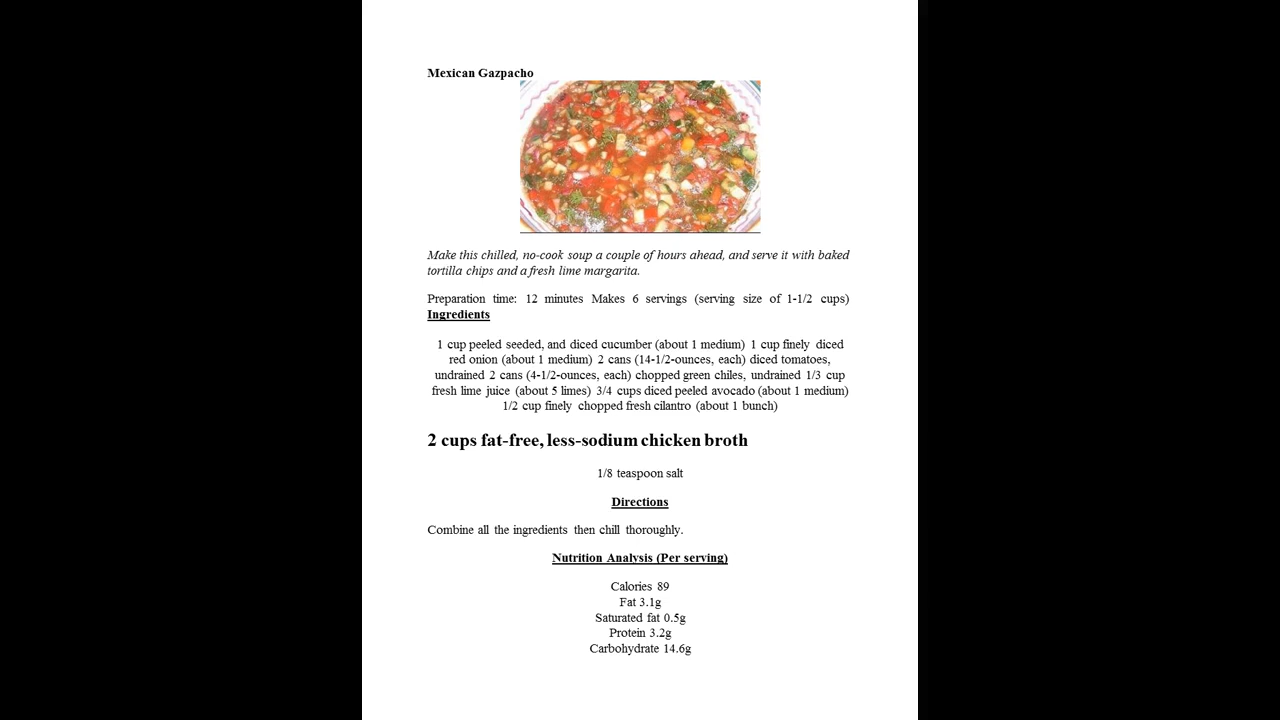 Mexican Gazpacho
Make this chilled, no-cook soup a couple of hours ahead, and serve it with baked
tortilla chips and a fresh lime margarita.
Preparation time: 12 minutes Makes 6 servings (serving size of 1-1/2 cups)
Ingredients
1 cup peeled seeded, and diced cucumber (about 1 medium) 1 cup finely diced
red onion (about 1 medium) 2 cans (14-1/2-ounces, each) diced tomatoes,
undrained 2 cans (4-1/2-ounces, each) chopped green chiles, undrained 1/3 cup
fresh lime juice (about 5 limes) 3/4 cups diced peeled avocado (about 1 medium)
1/2 cup finely chopped fresh cilantro (about 1 bunch)
2 cups fat-free, less-sodium chicken broth
1/8 teaspoon salt
Directions
Combine all the ingredients then chill thoroughly.
Nutrition Analysis (Per serving)
Calories 89
Fat 3.1g
Saturated fat 0.5g
Protein 3.2g
Carbohydrate 14.6g